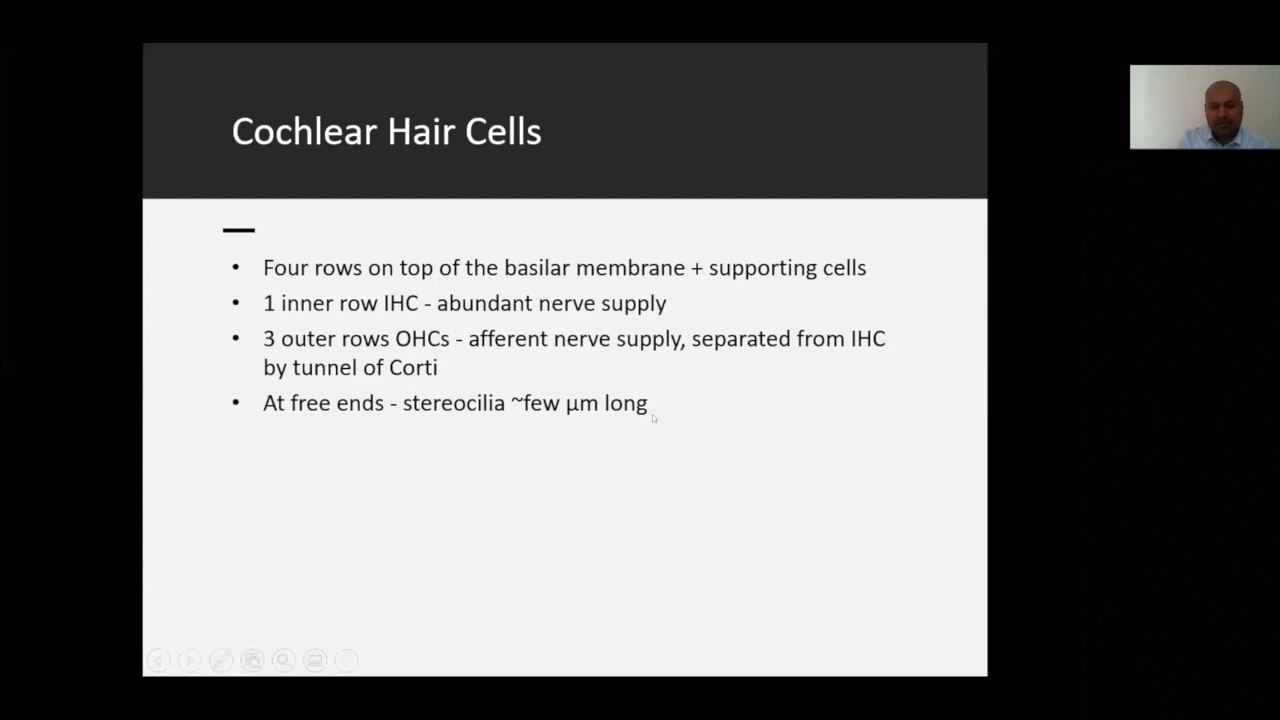 Cochlear Hair Cells
• Four rows on top of the basilar membrane + supporting cells
• 1 inner row IHC - abundant nerve supply
• 3 outer rows OHCs - afferent nerve supply, separated from IHC
by tunnel of Corti
• At free ends - stereocilia ~few µm long